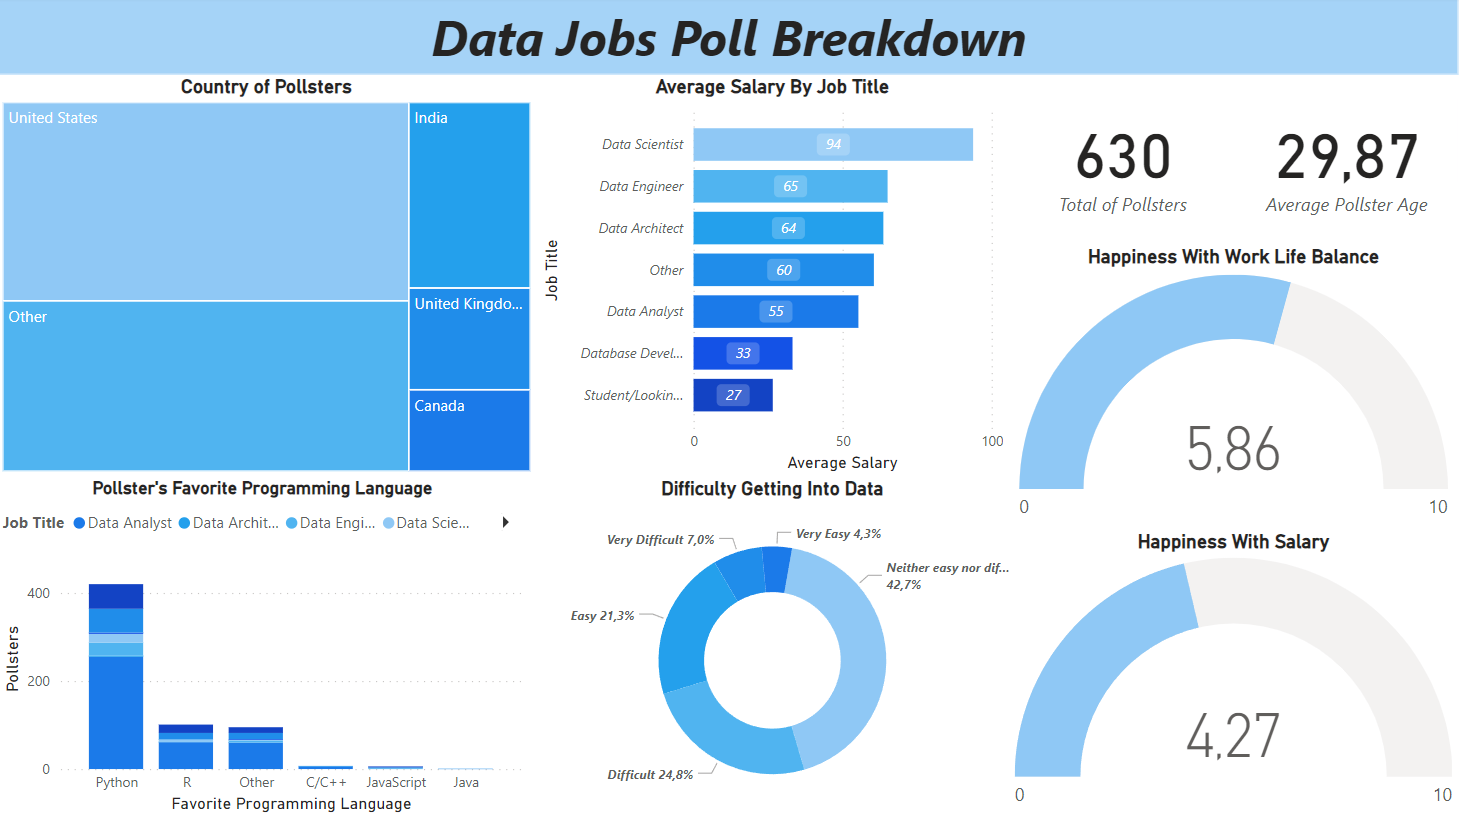 Data Jobs Poll Breakdown
Country of Pollsters
United States
India
Other
United Kingdo...
Canada
Average Salary By Job Title
Job Title
Data Scientist 94
Data Engineer 65
Data Architect 64
Other 60
Data Analyst 55
Database Devel... 33
Student/Lookin... 27
0 50 100
Average Salary
630
Total of Pollsters
29,87
Average Pollster Age
Happiness With Work Life Balance
5,86
0 10
Pollster's Favorite Programming Language
Job Title Data Analyst Data Archit... Data Engi... Data Scie...
Pollsters
400
200
0
Python R Other C/C++ JavaScript Java
Favorite Programming Language
Difficulty Getting Into Data
Very Easy 4,3%
Very Difficult 7,0%
Neither easy nor dif...
42,7%
Easy 21,3%
Difficult 24,8%
Happiness With Salary
4,27
0 10